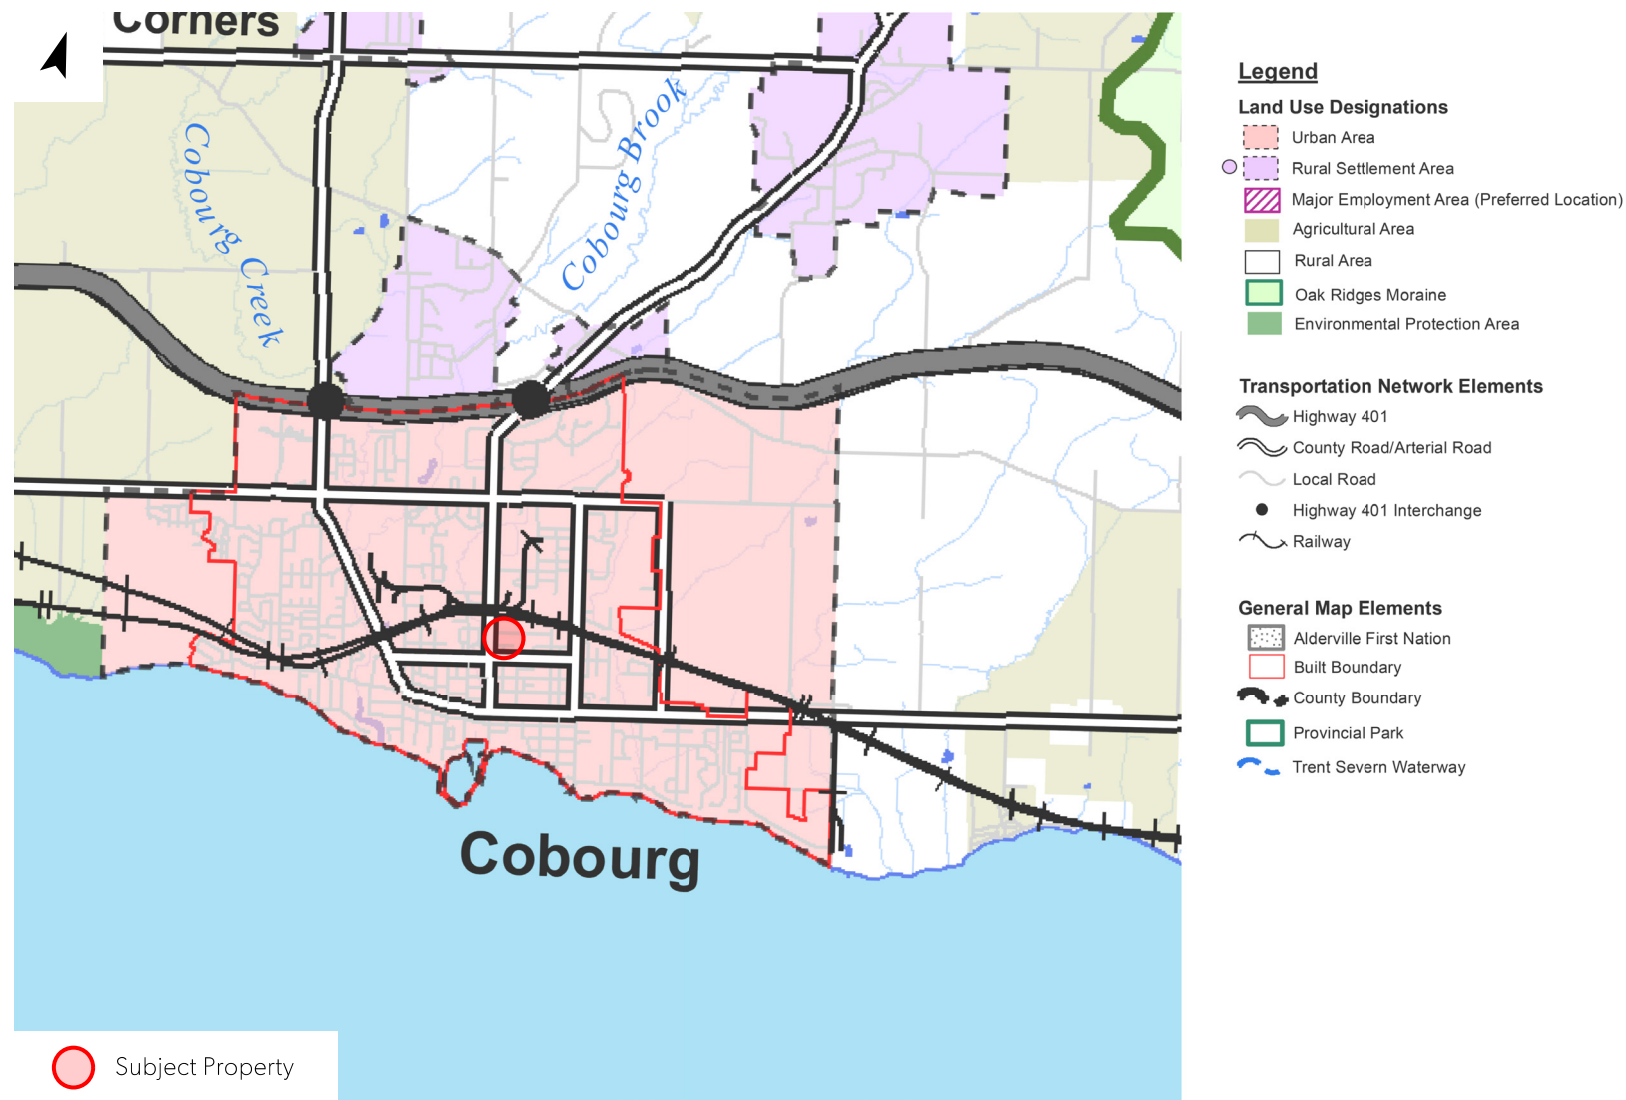 Corners
Cobourg Creek
Cobourg Brook
Cobourg
Subject Property
Legend
Land Use Designations
Urban Area
Rural Settlement Area
Major Employment Area (Preferred Location)
Agricultural Area
Rural Area
Oak Ridges Moraine
Environmental Protection Area
Transportation Network Elements
Highway 401
County Road/Arterial Road
Local Road
Highway 401 Interchange
Railway
General Map Elements
Alderville First Nation
Built Boundary
County Boundary
Provincial Park
Trent Severn Waterway